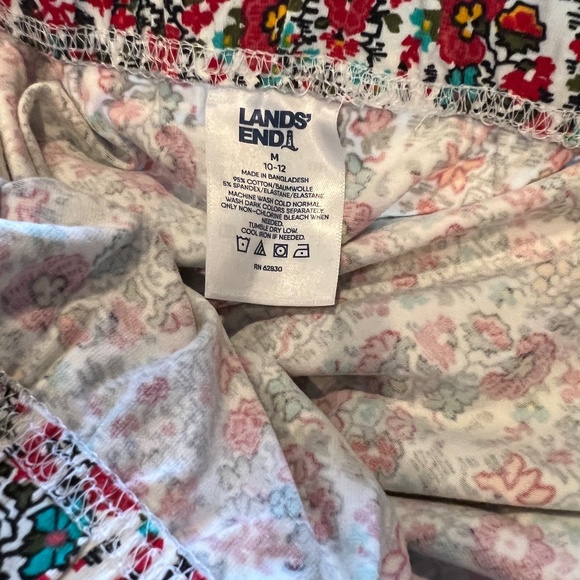 LANDS'
END
M
10-12
MADE IN BANGLADESH
95% COTTON/BAUMWOLLE
5% SPANDEX/ELASTANE/ELASTANE
MACHINE WASH COLD NORMAL.
WASH DARK COLORS SEPARATELY.
ONLY NON-CHLORINE BLEACH WHEN
NEEDED.
TUMBLE DRY LOW.
COOL IRON IF NEEDED.
RN 62830